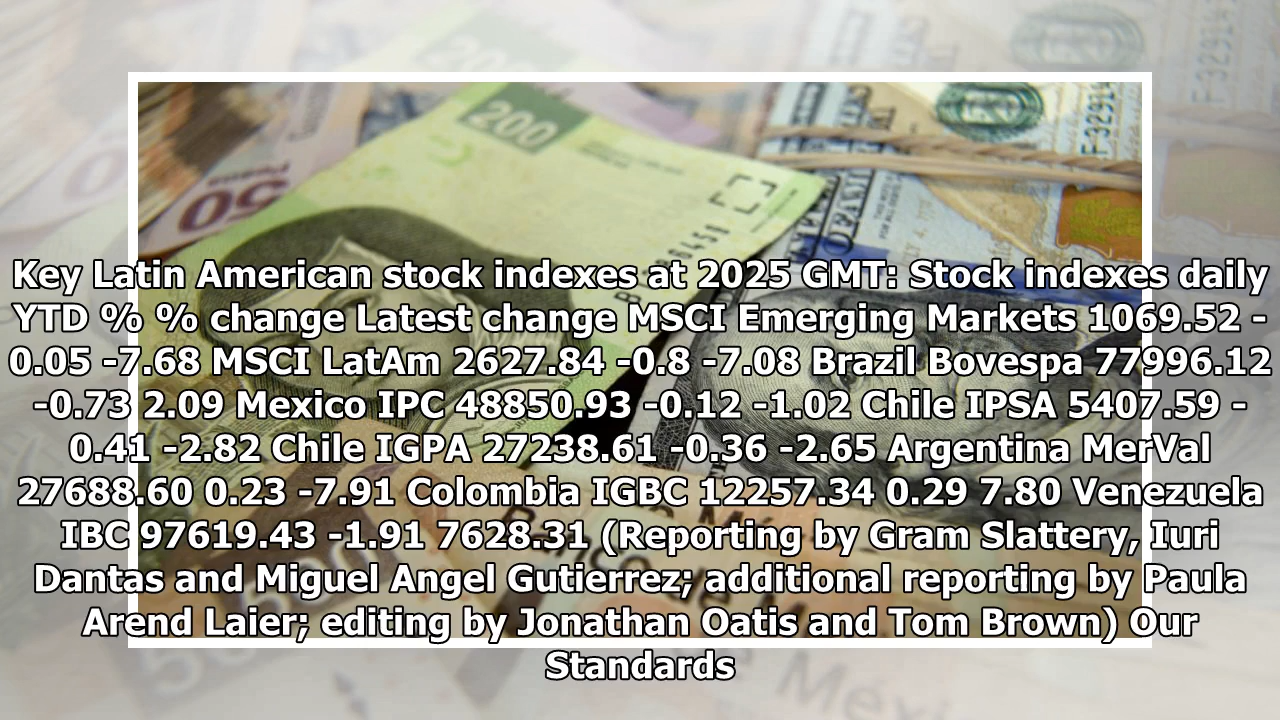 200
50
F32914
Key Latin American stock indexes at 2025 GMT: Stock indexes daily
YTD % % change Latest change MSCI Emerging Markets 1069.52 -
0.05 -7.68 MSCI LatAm 2627.84 -0.8 -7.08 Brazil Bovespa 77996.12
-0.73 2.09 Mexico IPC 48850.93 -0.12 -1.02 Chile IPSA 5407.59 -
0.41 -2.82 Chile IGPA 27238.61 -0.36 -2.65 Argentina MerVal
27688.60 0.23 -7.91 Colombia IGBC 12257.34 0.29 7.80 Venezuela
IBC 97619.43 -1.91 7628.31 (Reporting by Gram Slattery, Iuri
Dantas and Miguel Angel Gutierrez; additional reporting by Paula
Arend Laier; editing by Jonathan Oatis and Tom Brown) Our
Standards